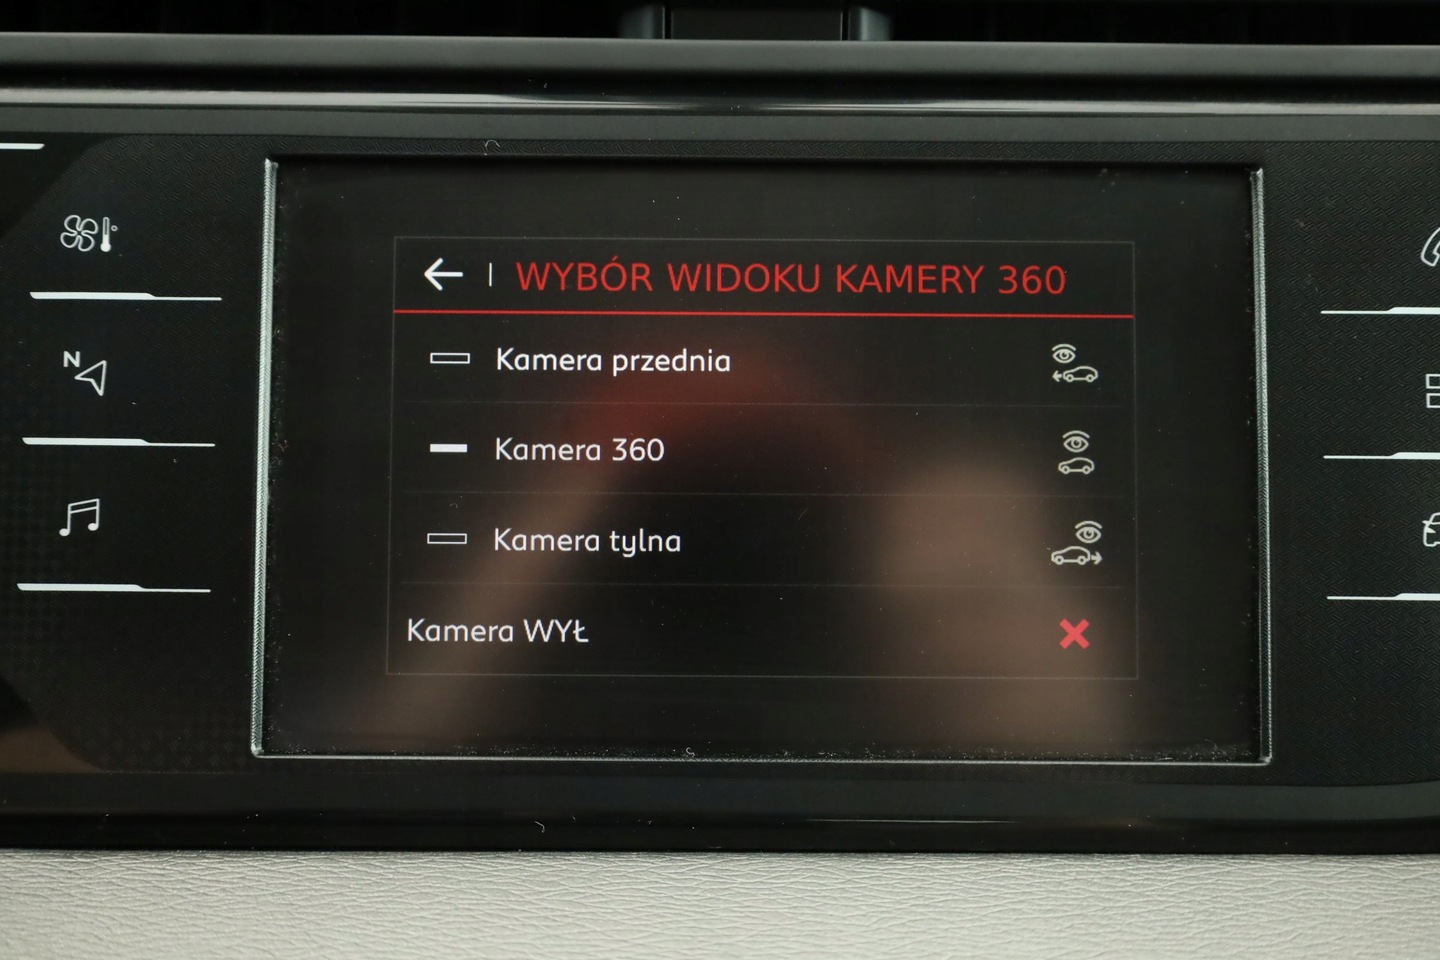 WYBÓR WIDOKU KAMERY 360
Kamera przednia
N
Kamera 360
Kamera tylna
Kamera WYŁ